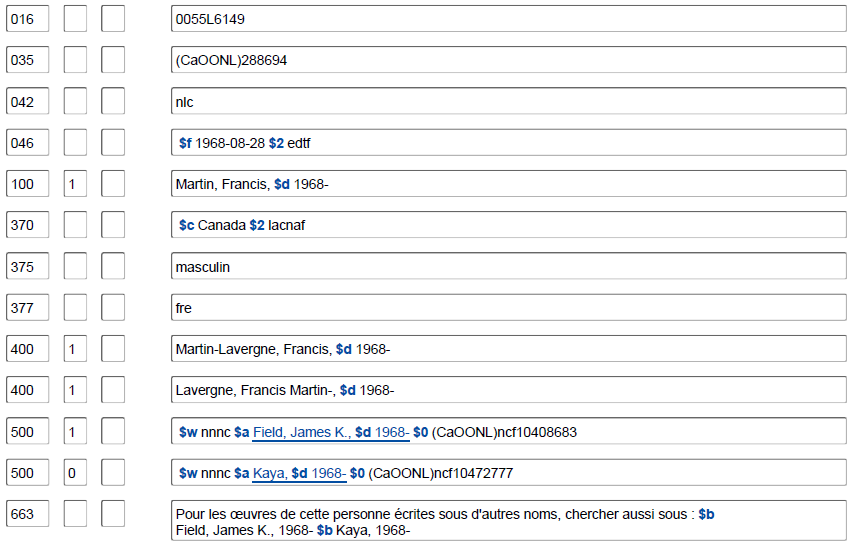 016 0055L6149
035 (CaOONL)288694
042 nlc
046 $f 1968-08-28 $2 edtf
100 1 Martin, Francis, $d 1968-
370 $c Canada $2 lacnaf
375 masculin
377 fre
400 1 Martin-Lavergne, Francis, $d 1968-
400 1 Lavergne, Francis Martin-, $d 1968-
500 1 $w nnnc $a Field, James K., $d 1968- $0 (CaOONL)ncf10408683
500 0 $w nnnc $a Kaya, $d 1968- $0 (CaOONL)ncf10472777
663 Pour les œuvres de cette personne écrites sous d'autres noms, chercher aussi sous : $b
Field, James K., 1968- $b Kaya, 1968-